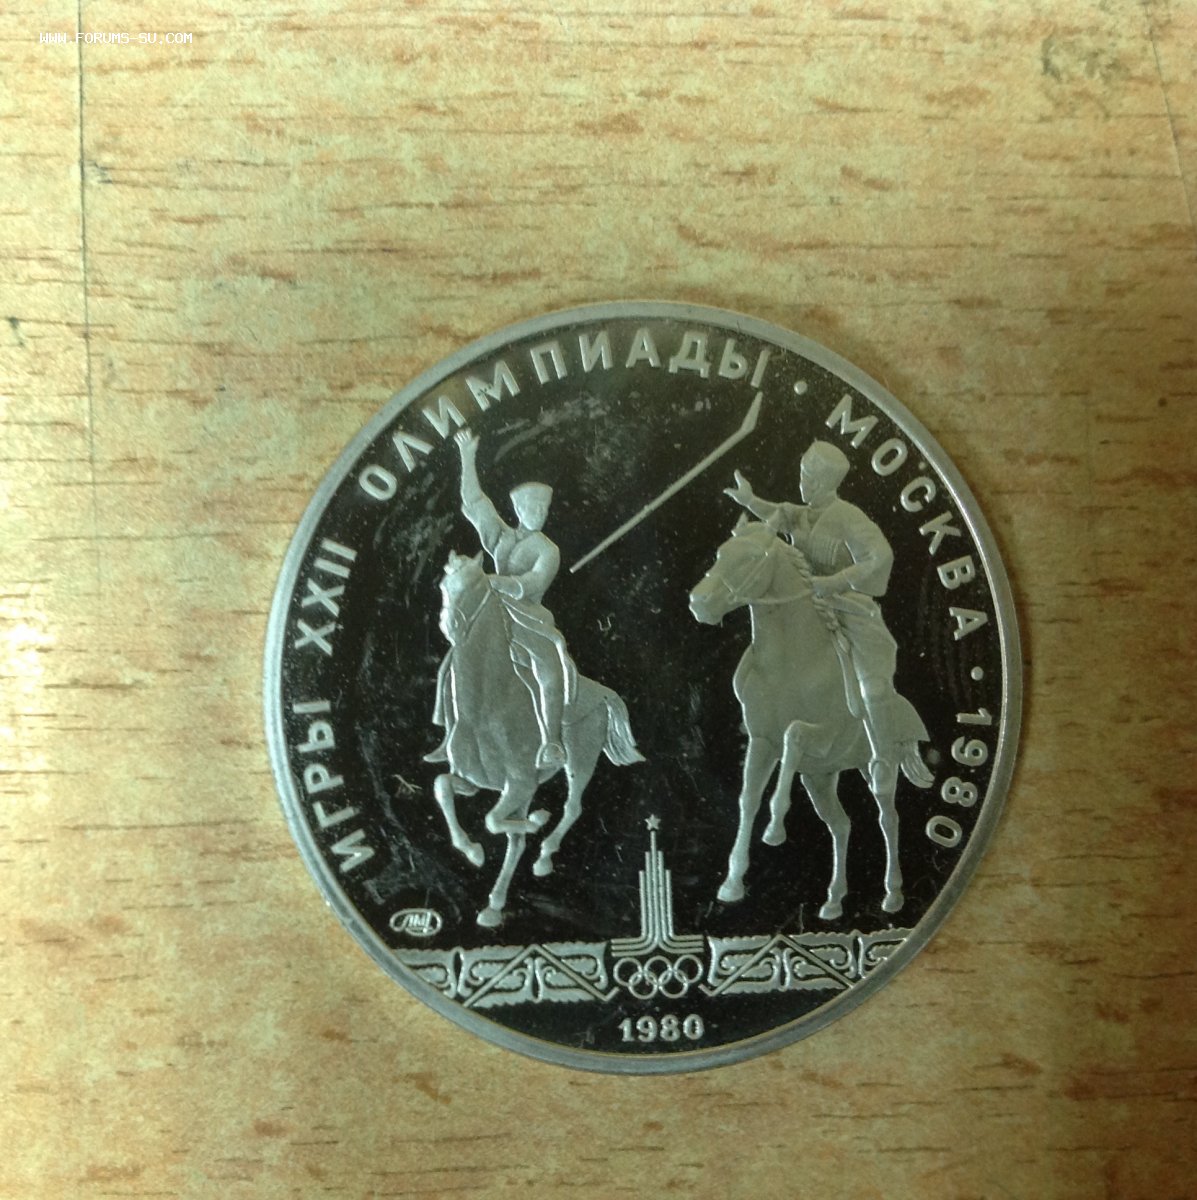 WWW.FORUMS-SU.COM
ИГРЫ XXII ОЛИМПИАДЫ · МОСКВА · 1980
ЛМД
1980